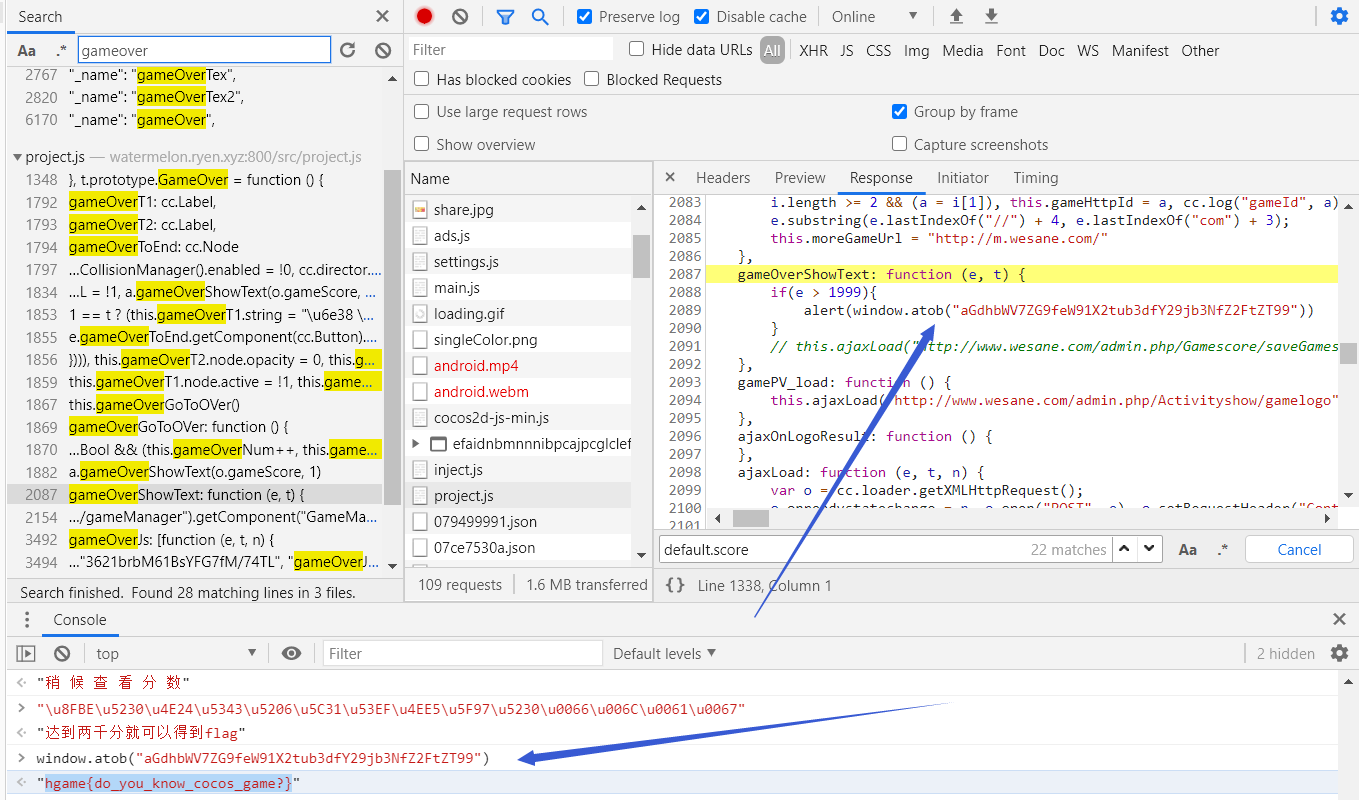 Search
Aa .* gameover
2767 "_name": "gameOverTex",
2820 "_name": "gameOverTex2",
6170 "_name": "gameOver",
project.js — watermelon.ryen.xyz:800/src/project.js
1348 }, t.prototype.GameOver = function () {
1792 gameOverT1: cc.Label,
1793 gameOverT2: cc.Label,
1794 gameOverToEnd: cc.Node
1797 ...CollisionManager().enabled = !0, cc.director....
1834 ...L = !1, a.gameOverShowText(o.gameScore, ...
1853 1 == t ? (this.gameOverT1.string = "\u6e38 \...
1855 e.gameOverToEnd.getComponent(cc.Button)....
1856 }))), this.gameOverT2.node.opacity = 0, this.g...
1859 this.gameOverT1.node.active = !1, this.game...
1867 this.gameOverGoToOVer()
1869 gameOverGoToOVer: function () {
1870 ...Bool && (this.gameOverNum++, this.game...
1882 a.gameOverShowText(o.gameScore, 1)
2087 gameOverShowText: function (e, t) {
2154 .../gameManager").getComponent("GameMa...
3492 gameOverJs: [function (e, t, n) {
3494 ..."3621brbM61BsYFG7fM/74TL", "gameOverJ...
Search finished. Found 28 matching lines in 3 files.
Preserve log Disable cache Online
Filter Hide data URLs All XHR JS CSS Img Media Font Doc WS Manifest Other
Has blocked cookies Blocked Requests
Use large request rows Group by frame
Show overview Capture screenshots
Name
share.jpg
ads.js
settings.js
main.js
loading.gif
singleColor.png
android.mp4
android.webm
cocos2d-js-min.js
efaidnbmnnnibpcajpcglclef
inject.js
project.js
079499991.json
07ce7530a.json
109 requests 1.6 MB transferred
Headers Preview Response Initiator Timing
2083 i.length >= 2 && (a = i[1]), this.gameHttpId = a, cc.log("gameId", a)
2084 e.substring(e.lastIndexOf("//") + 4, e.lastIndexOf("com") + 3);
2085 this.moreGameUrl = "http://m.wesane.com/"
2086 },
2087 gameOverShowText: function (e, t) {
2088 if(e > 1999){
2089 alert(window.atob("aGdhbWV7ZG9feW91X2tub3dfY29jb3NfZ2FtZT99"))
2090 }
2091 // this.ajaxLoad("http://www.wesane.com/admin.php/Gamescore/saveGames
2092 },
2093 gamePV_load: function () {
2094 this.ajaxLoad("http://www.wesane.com/admin.php/Activityshow/gamelogo"
2095 },
2096 ajaxOnLogoResult: function () {
2097 },
2098 ajaxLoad: function (e, t, n) {
2099 var o = cc.loader.getXMLHttpRequest();
2100
2101
default.score 22 matches Aa .* Cancel
{} Line 1338, Column 1
Console
top Filter Default levels 2 hidden
"稍 候 查 看 分 数"
"\u8FBE\u5230\u4E24\u5343\u5206\u5C31\u53EF\u4EE5\u5F97\u5230\u0066\u006C\u0061\u0067"
"达到两千分就可以得到flag"
window.atob("aGdhbWV7ZG9feW91X2tub3dfY29jb3NfZ2FtZT99")
"hgame{do_you_know_cocos_game?}"